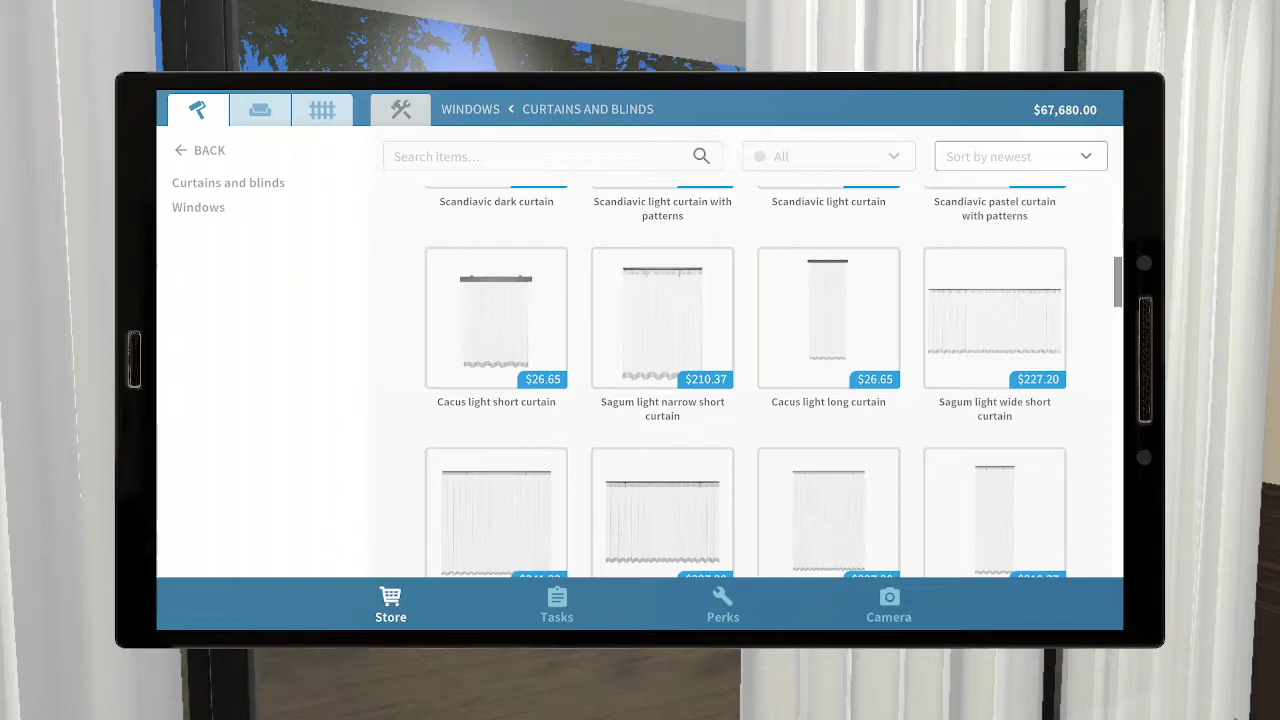 WINDOWS < CURTAINS AND BLINDS
$67,680.00
BACK
Search items...
All
Sort by newest
Curtains and blinds
Windows
Scandiavic dark curtain
Scandiavic light curtain with
patterns
Scandiavic light curtain
Scandiavic pastel curtain
with patterns
$26.65
$210.37
$26.65
$227.20
Cacus light short curtain
Sagum light narrow short
curtain
Cacus light long curtain
Sagum light wide short
curtain
Store
Tasks
Perks
Camera